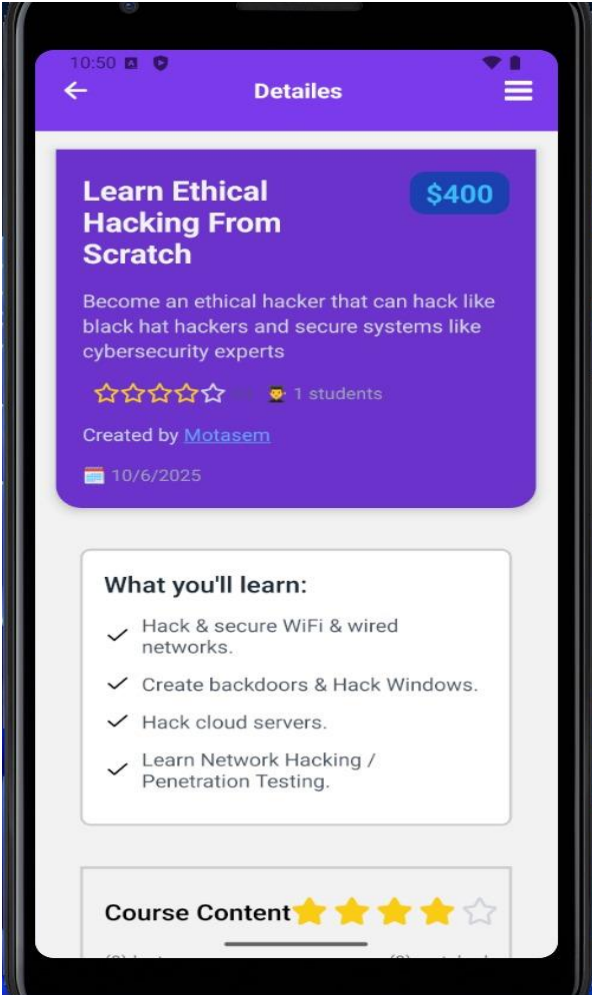 10:50
Detailes
Learn Ethical
Hacking From
Scratch
$400
Become an ethical hacker that can hack like
black hat hackers and secure systems like
cybersecurity experts
1 students
Created by Motasem
10/6/2025
What you'll learn:
Hack & secure WiFi & wired
networks.
Create backdoors & Hack Windows.
Hack cloud servers.
Learn Network Hacking /
Penetration Testing.
Course Content